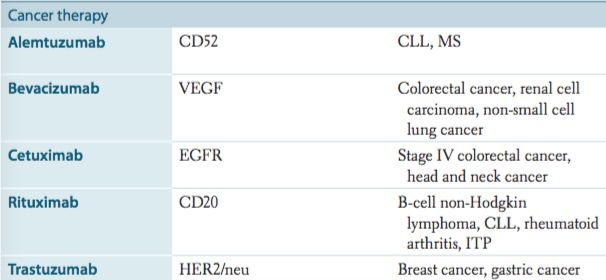 Cancer therapy
Alemtuzumab CD52 CLL, MS
Bevacizumab VEGF Colorectal cancer, renal cell
carcinoma, non-small cell
lung cancer
Cetuximab EGFR Stage IV colorectal cancer,
head and neck cancer
Rituximab CD20 B-cell non-Hodgkin
lymphoma, CLL, rheumatoid
arthritis, ITP
Trastuzumab HER2/neu Breast cancer, gastric cancer